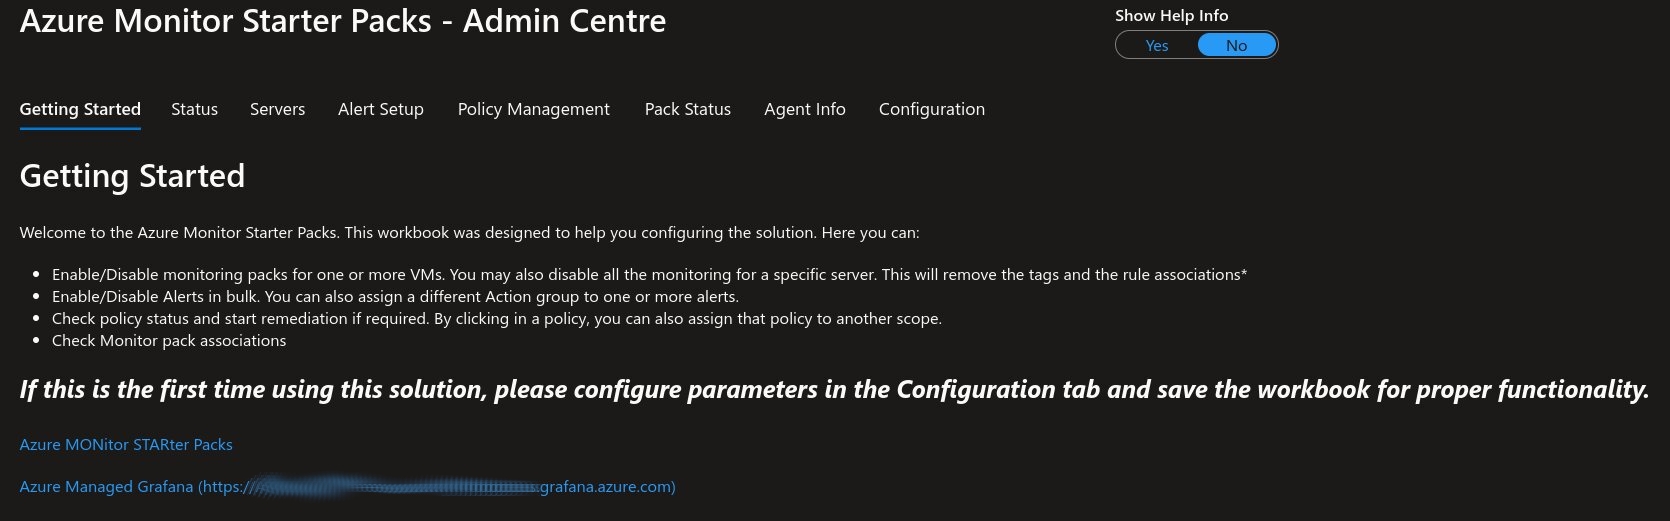 Azure Monitor Starter Packs - Admin Centre
Show Help Info
Yes No
Getting Started Status Servers Alert Setup Policy Management Pack Status Agent Info Configuration
Getting Started
Welcome to the Azure Monitor Starter Packs. This workbook was designed to help you configuring the solution. Here you can:
• Enable/Disable monitoring packs for one or more VMs. You may also disable all the monitoring for a specific server. This will remove the tags and the rule associations*
• Enable/Disable Alerts in bulk. You can also assign a different Action group to one or more alerts.
• Check policy status and start remediation if required. By clicking in a policy, you can also assign that policy to another scope.
• Check Monitor pack associations
If this is the first time using this solution, please configure parameters in the Configuration tab and save the workbook for proper functionality.
Azure MONitor STARter Packs
Azure Managed Grafana (https:// grafana.azure.com)